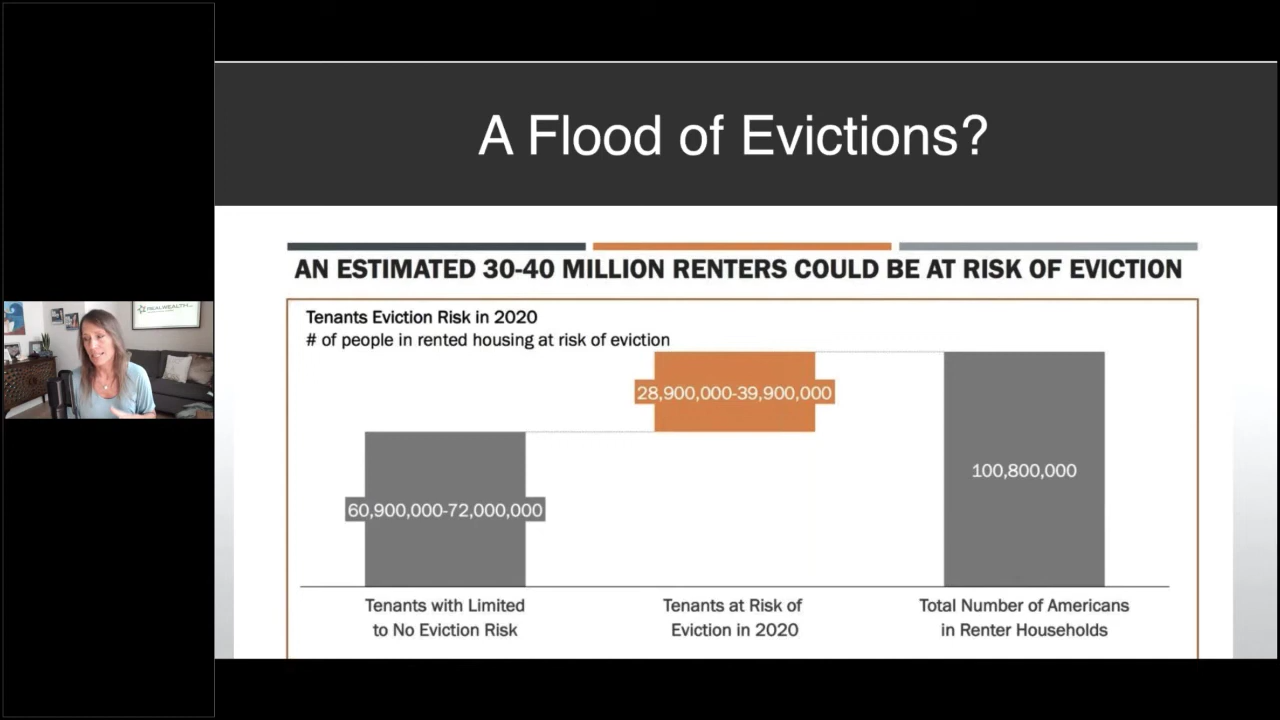 A Flood of Evictions?
AN ESTIMATED 30-40 MILLION RENTERS COULD BE AT RISK OF EVICTION
Tenants Eviction Risk in 2020
# of people in rented housing at risk of eviction
28,900,000-39,900,000
100,800,000
60,900,000-72,000,000
Tenants with Limited
to No Eviction Risk
Tenants at Risk of
Eviction in 2020
Total Number of Americans
in Renter Households
REALWEALTH